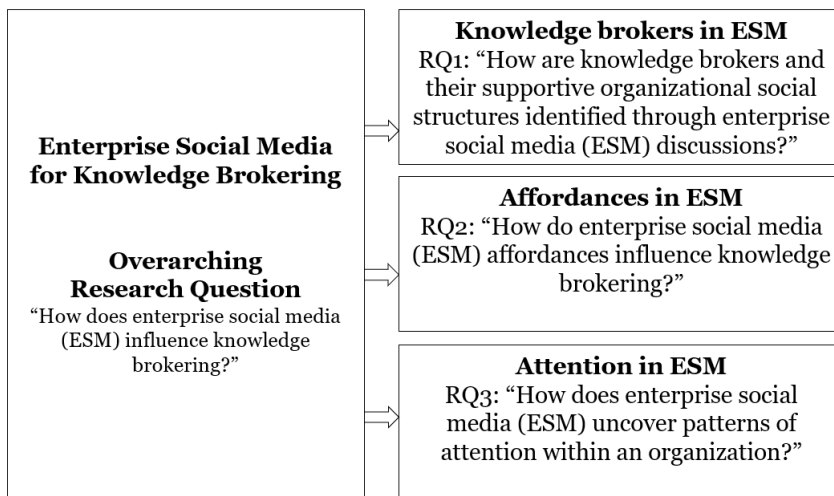 Enterprise Social Media
for Knowledge Brokering
Overarching
Research Question
“How does enterprise social media
(ESM) influence knowledge
brokering?”
Knowledge brokers in ESM
RQ1: “How are knowledge brokers and
their supportive organizational social
structures identified through enterprise
social media (ESM) discussions?”
Affordances in ESM
RQ2: “How do enterprise social media
(ESM) affordances influence knowledge
brokering?”
Attention in ESM
RQ3: “How does enterprise social
media (ESM) uncover patterns of
attention within an organization?”